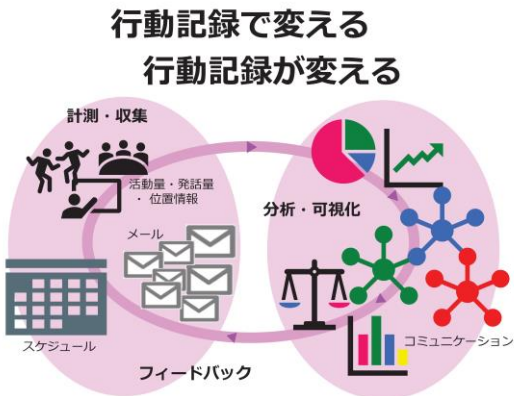 行動記録で変える
行動記録が変える
計測・収集
活動量・発話量
・位置情報
分析・可視化
メール
スケジュール
コミュニケーション
フィードバック